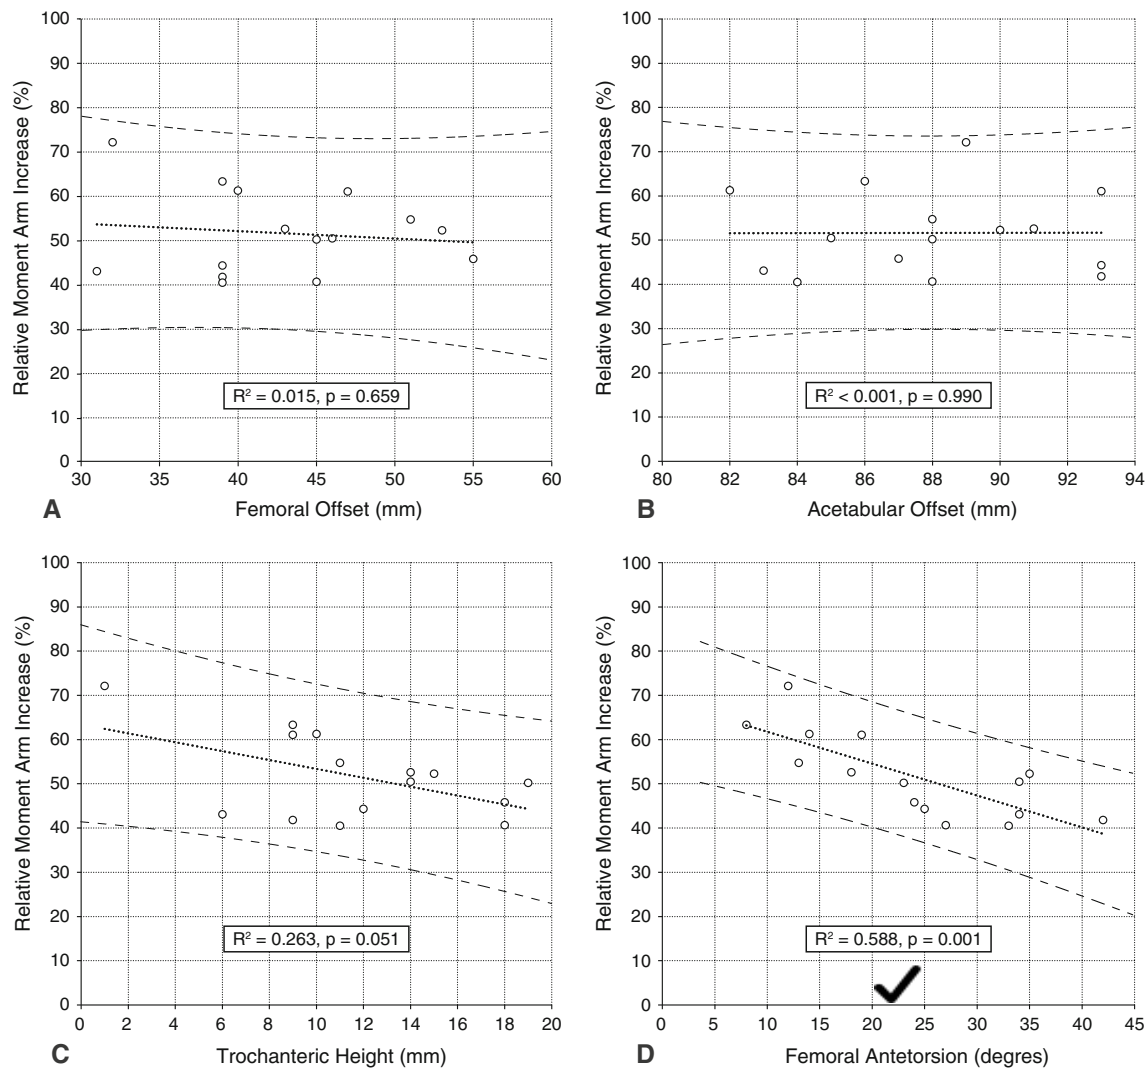 100
90
80
70
60
50
40
30
20
10
0
Relative Moment Arm Increase (%)
R² = 0.015, p = 0.659
30 35 40 45 50 55 60
A
Femoral Offset (mm)
100
90
80
70
60
50
40
30
20
10
0
Relative Moment Arm Increase (%)
R² < 0.001, p = 0.990
80 82 84 86 88 90 92 94
B
Acetabular Offset (mm)
100
90
80
70
60
50
40
30
20
10
0
Relative Moment Arm Increase (%)
R² = 0.263, p = 0.051
0 2 4 6 8 10 12 14 16 18 20
C
Trochanteric Height (mm)
100
90
80
70
60
50
40
30
20
10
0
Relative Moment Arm Increase (%)
R² = 0.588, p = 0.001
0 5 10 15 20 25 30 35 40 45
D
Femoral Antetorsion (degres)